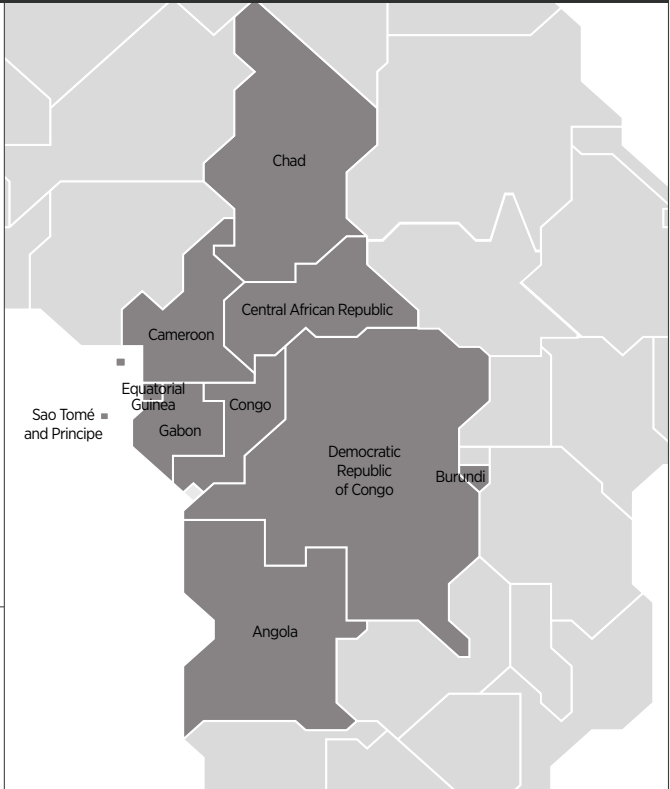 Chad
Central African Republic
Cameroon
Equatorial
Guinea
Sao Tomé
and Principe
Congo
Gabon
Democratic
Republic
of Congo
Burundi
Angola